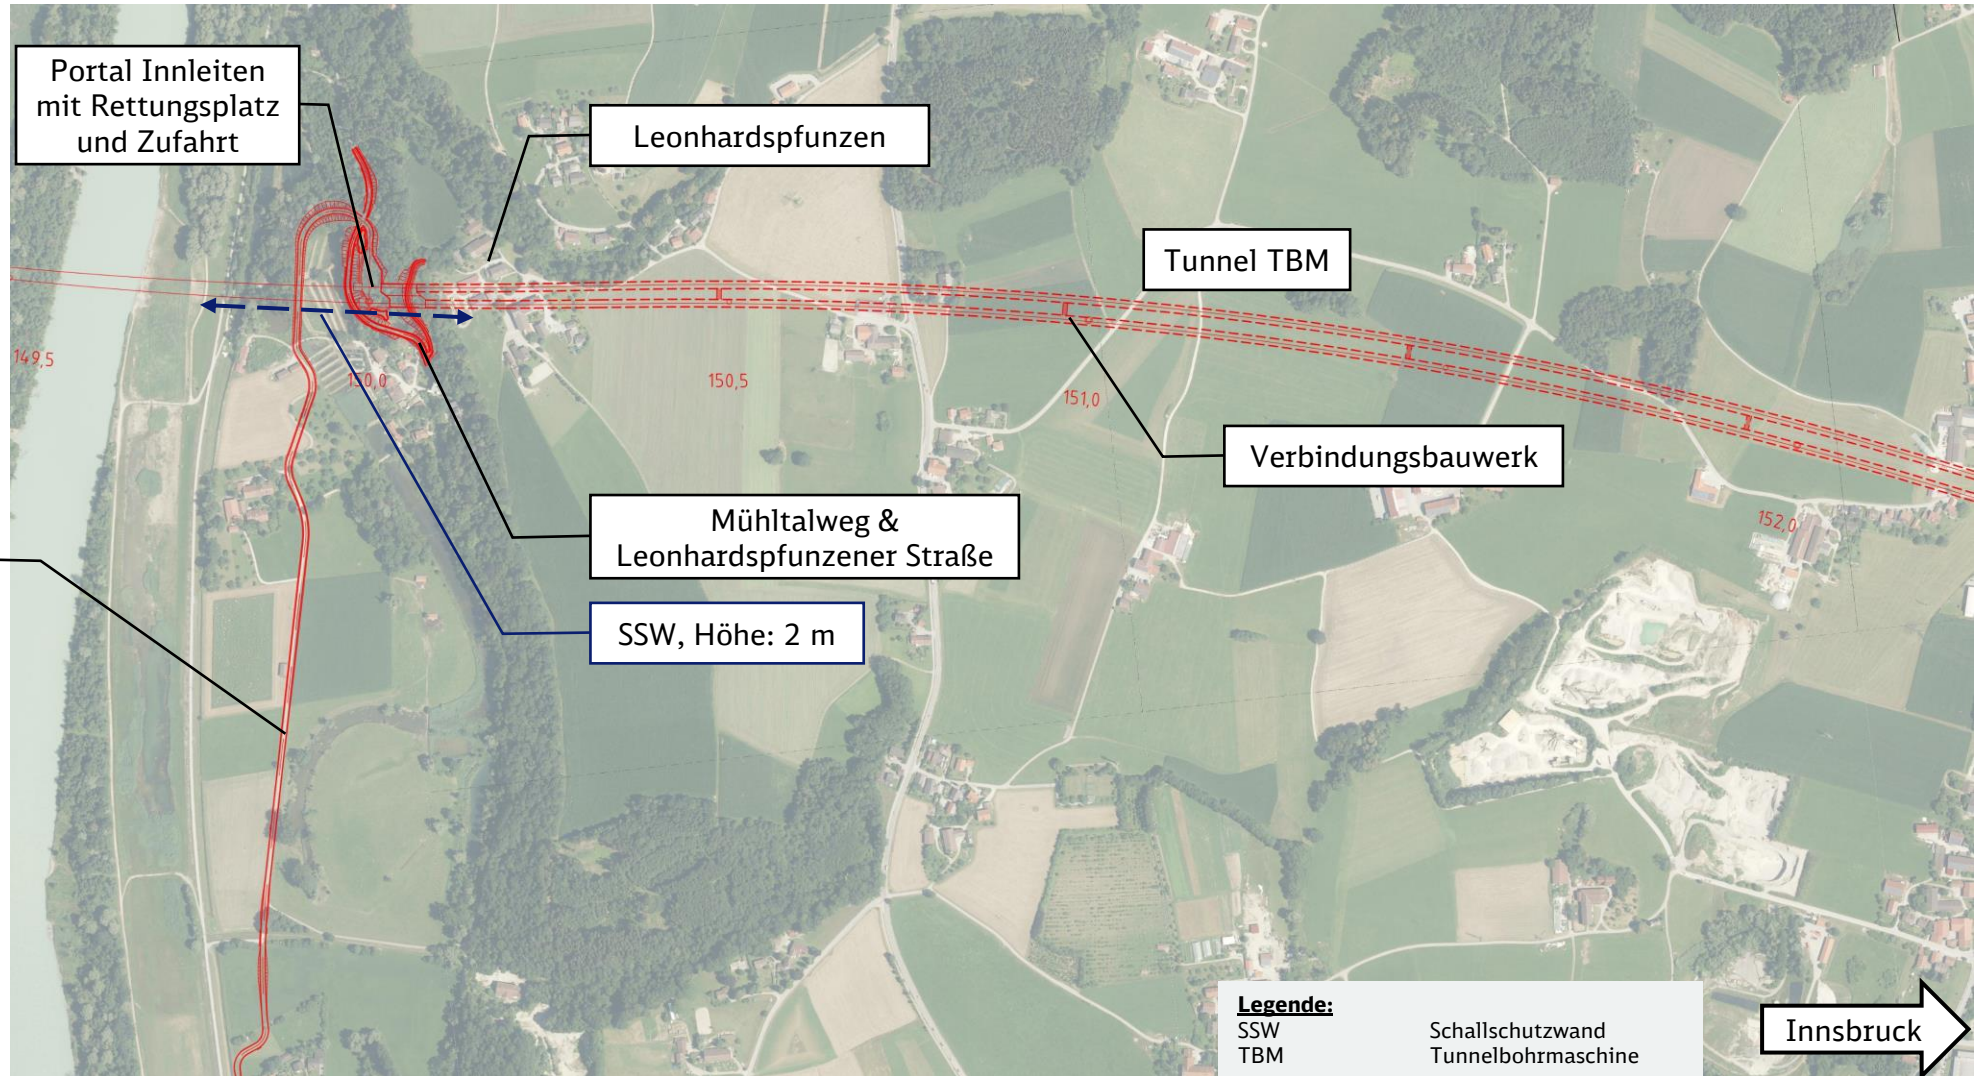 Portal Innleiten
mit Rettungsplatz
und Zufahrt
Leonhardspfunzen
Tunnel TBM
149,5
150,0
150,5
151,0
Verbindungsbauwerk
Mühltalweg &
Leonhardspfunzener Straße
152,0
SSW, Höhe: 2 m
Legende:
SSW Schallschutzwand
TBM Tunnelbohrmaschine
Innsbruck